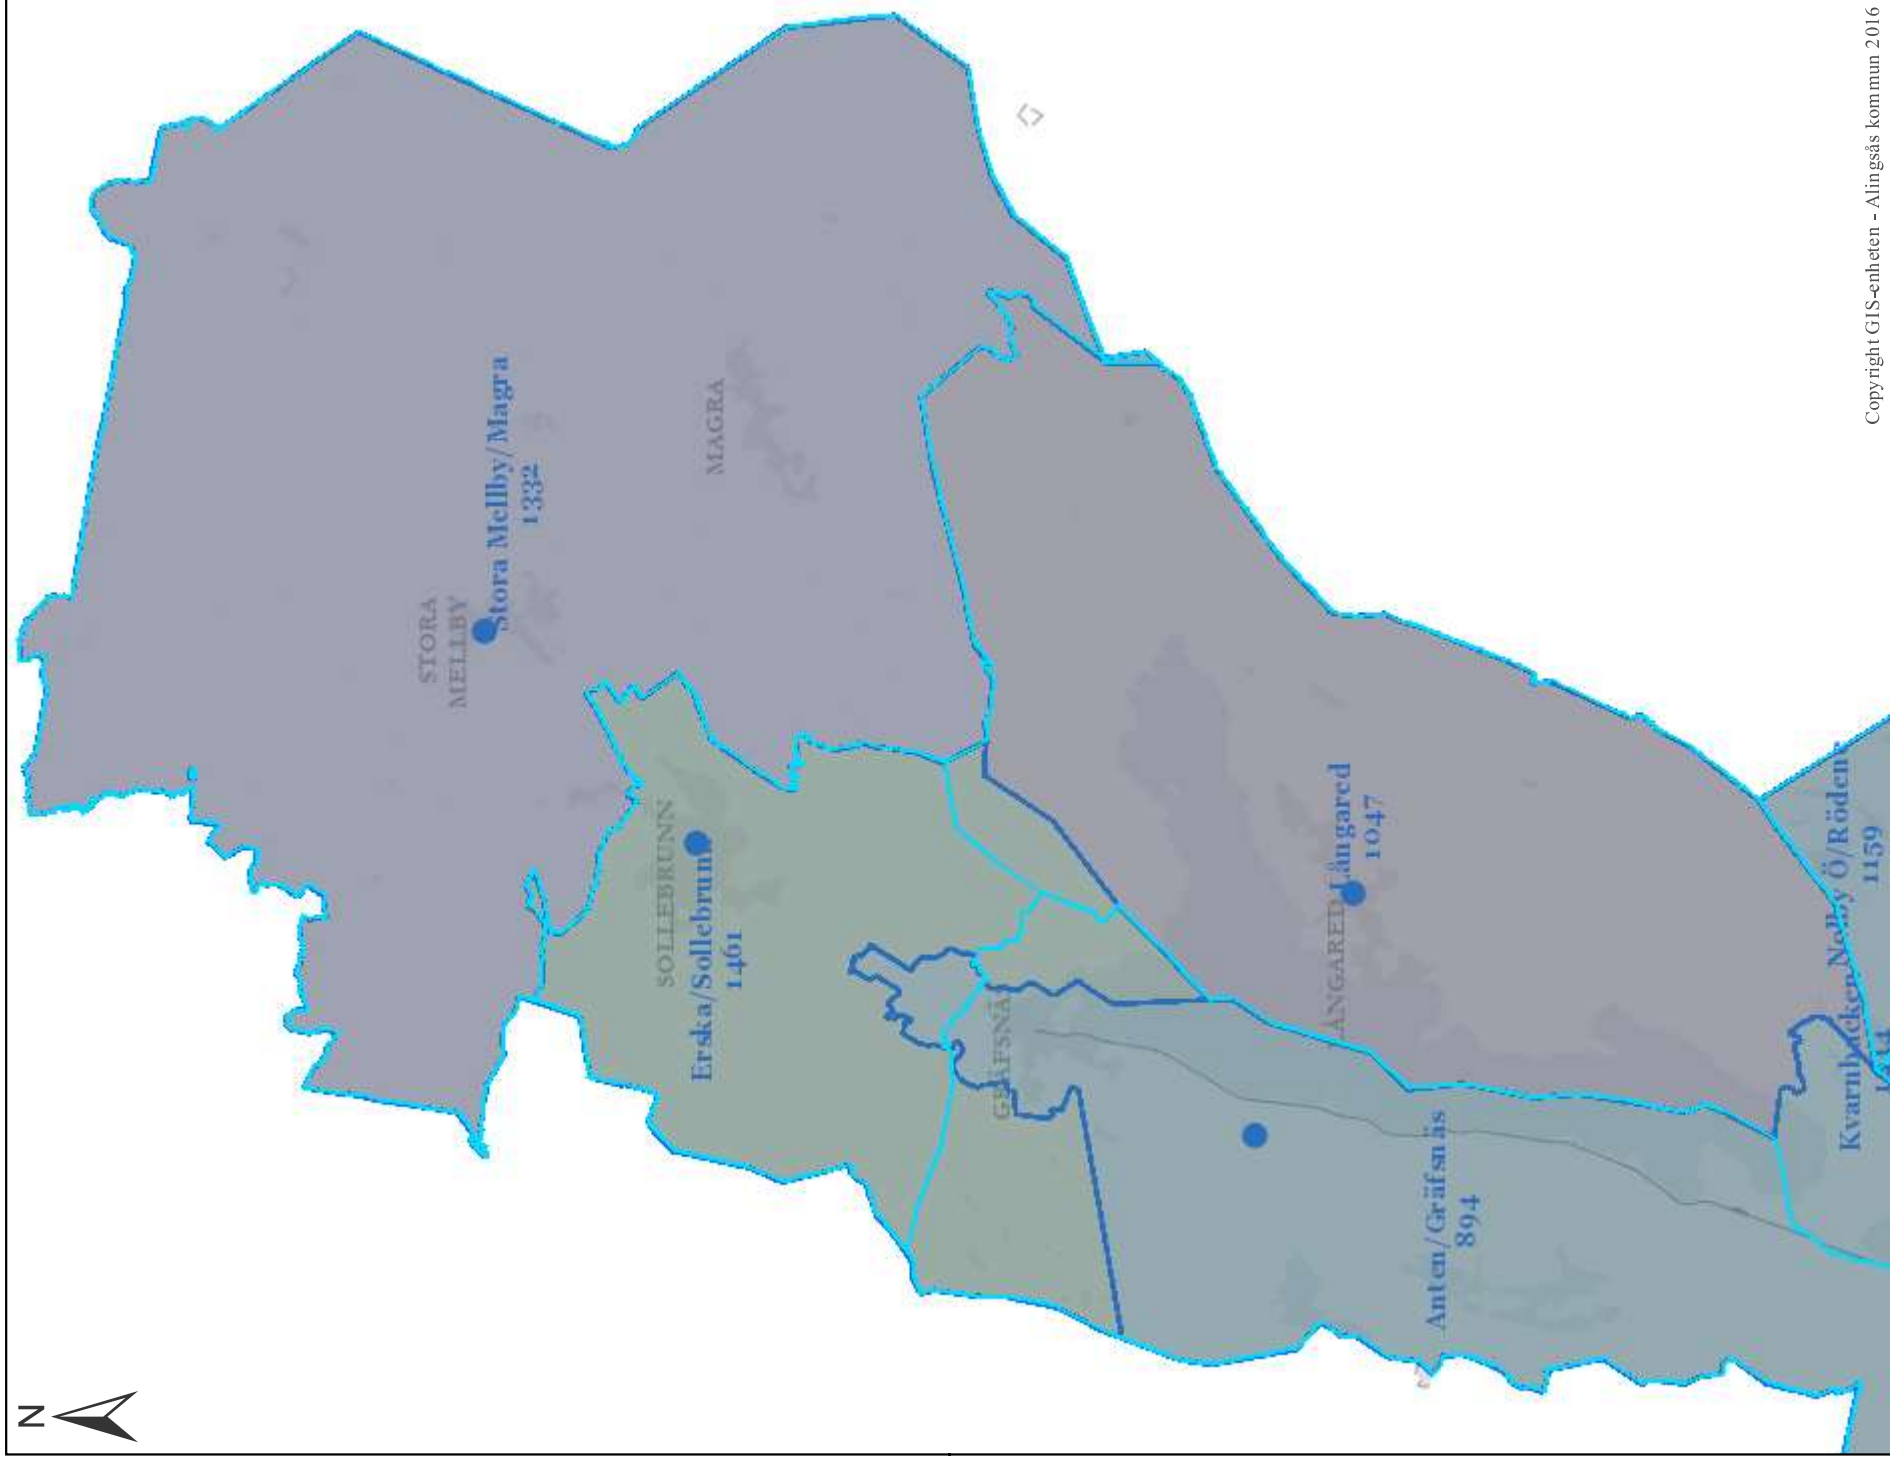 N
STORA
MELLBY
Stora Mellby/Magra
1332
MAGRA
SOLLEBRUNN
Erska/Sollebrunn
1461
GRÄFSNÄS
LÅNGARED
Långared
1047
Anten/Gräfsnäs
894
Kvarnbacken-Nolby Ö/Röden
1159
Copyright GIS-enheten - Alingsås kommun 2016